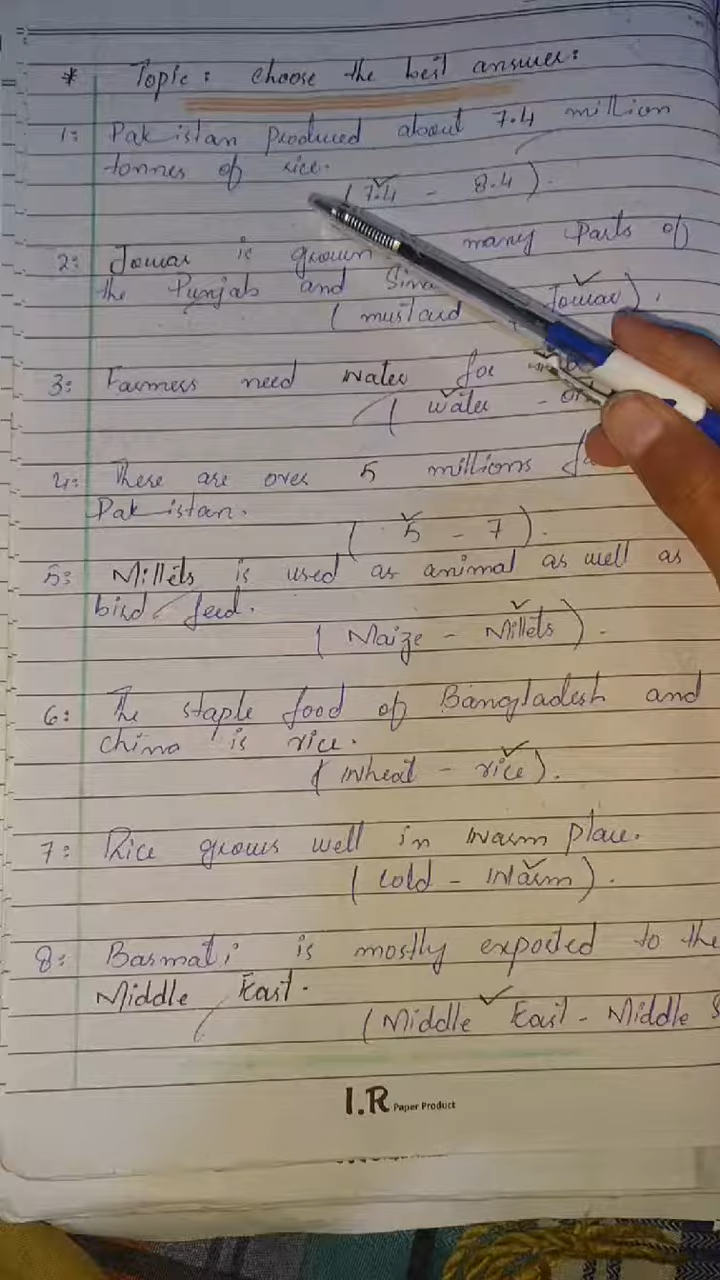 * Topic: choose the best answer:
1: Pakistan produced about 7.4 million
tonnes of rice.
(7.4 - 8.4).
2: Jowar is grown many parts of
the Punjab and
(mustard Jowar).
3: Farmers need water for
(water -
4: There are over 5 millions
Pakistan.
(5 - 7).
5: Millets is used as animal as well as
bird feed.
(Maize - Millets).
6: The staple food of Bangladesh and
china is rice.
(wheat - rice).
7: Rice grows well in warm place.
(cold - warm).
8: Basmati is mostly exported to the
Middle East.
(Middle East - Middle
I.R Paper Product